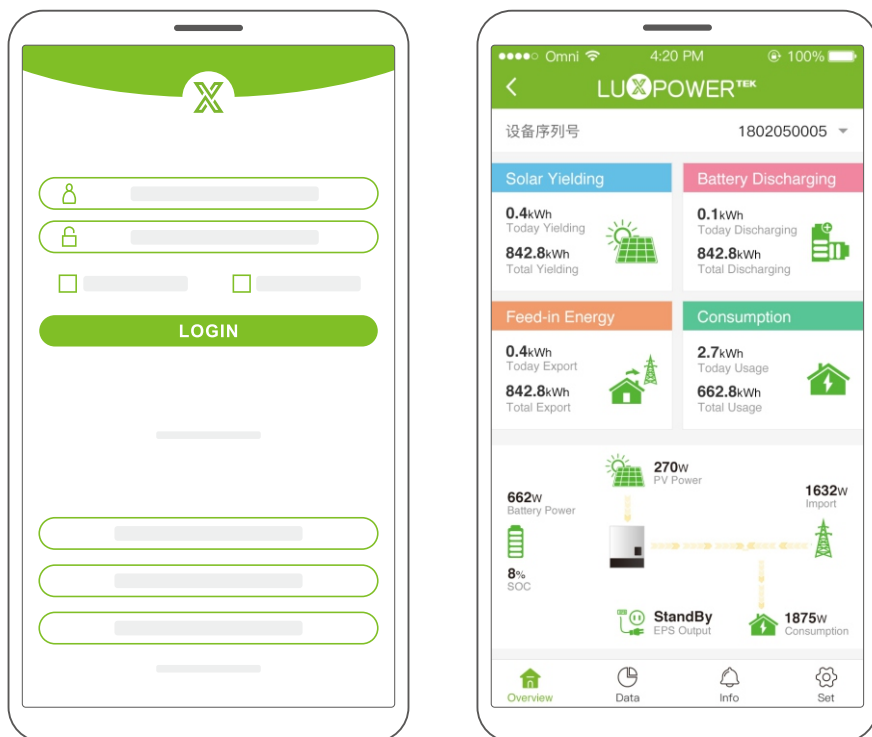 LOGIN
Omni 4:20 PM 100%
LUXPOWERTEK
设备序列号 1802050005
Solar Yielding
0.4kWh
Today Yielding
842.8kWh
Total Yielding
Battery Discharging
0.1kWh
Today Discharging
842.8kWh
Total Discharging
Feed-in Energy
0.4kWh
Today Export
842.8kWh
Total Export
Consumption
2.7kWh
Today Usage
662.8kWh
Total Usage
270W
PV Power
662W
Battery Power
8%
SOC
1632W
Import
StandBy
EPS Output
1875W
Consumption
Overview Data Info Set